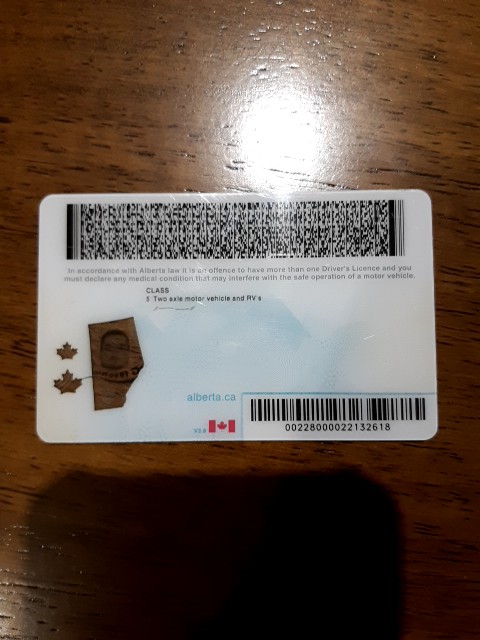 In accordance with Alberta law it is an offence to have more than one Driver's Licence and you
must declare any medical condition that may interfere with the safe operation of a motor vehicle.
CLASS
5 Two axle motor vehicle and RV's
alberta.ca
00228000022132618